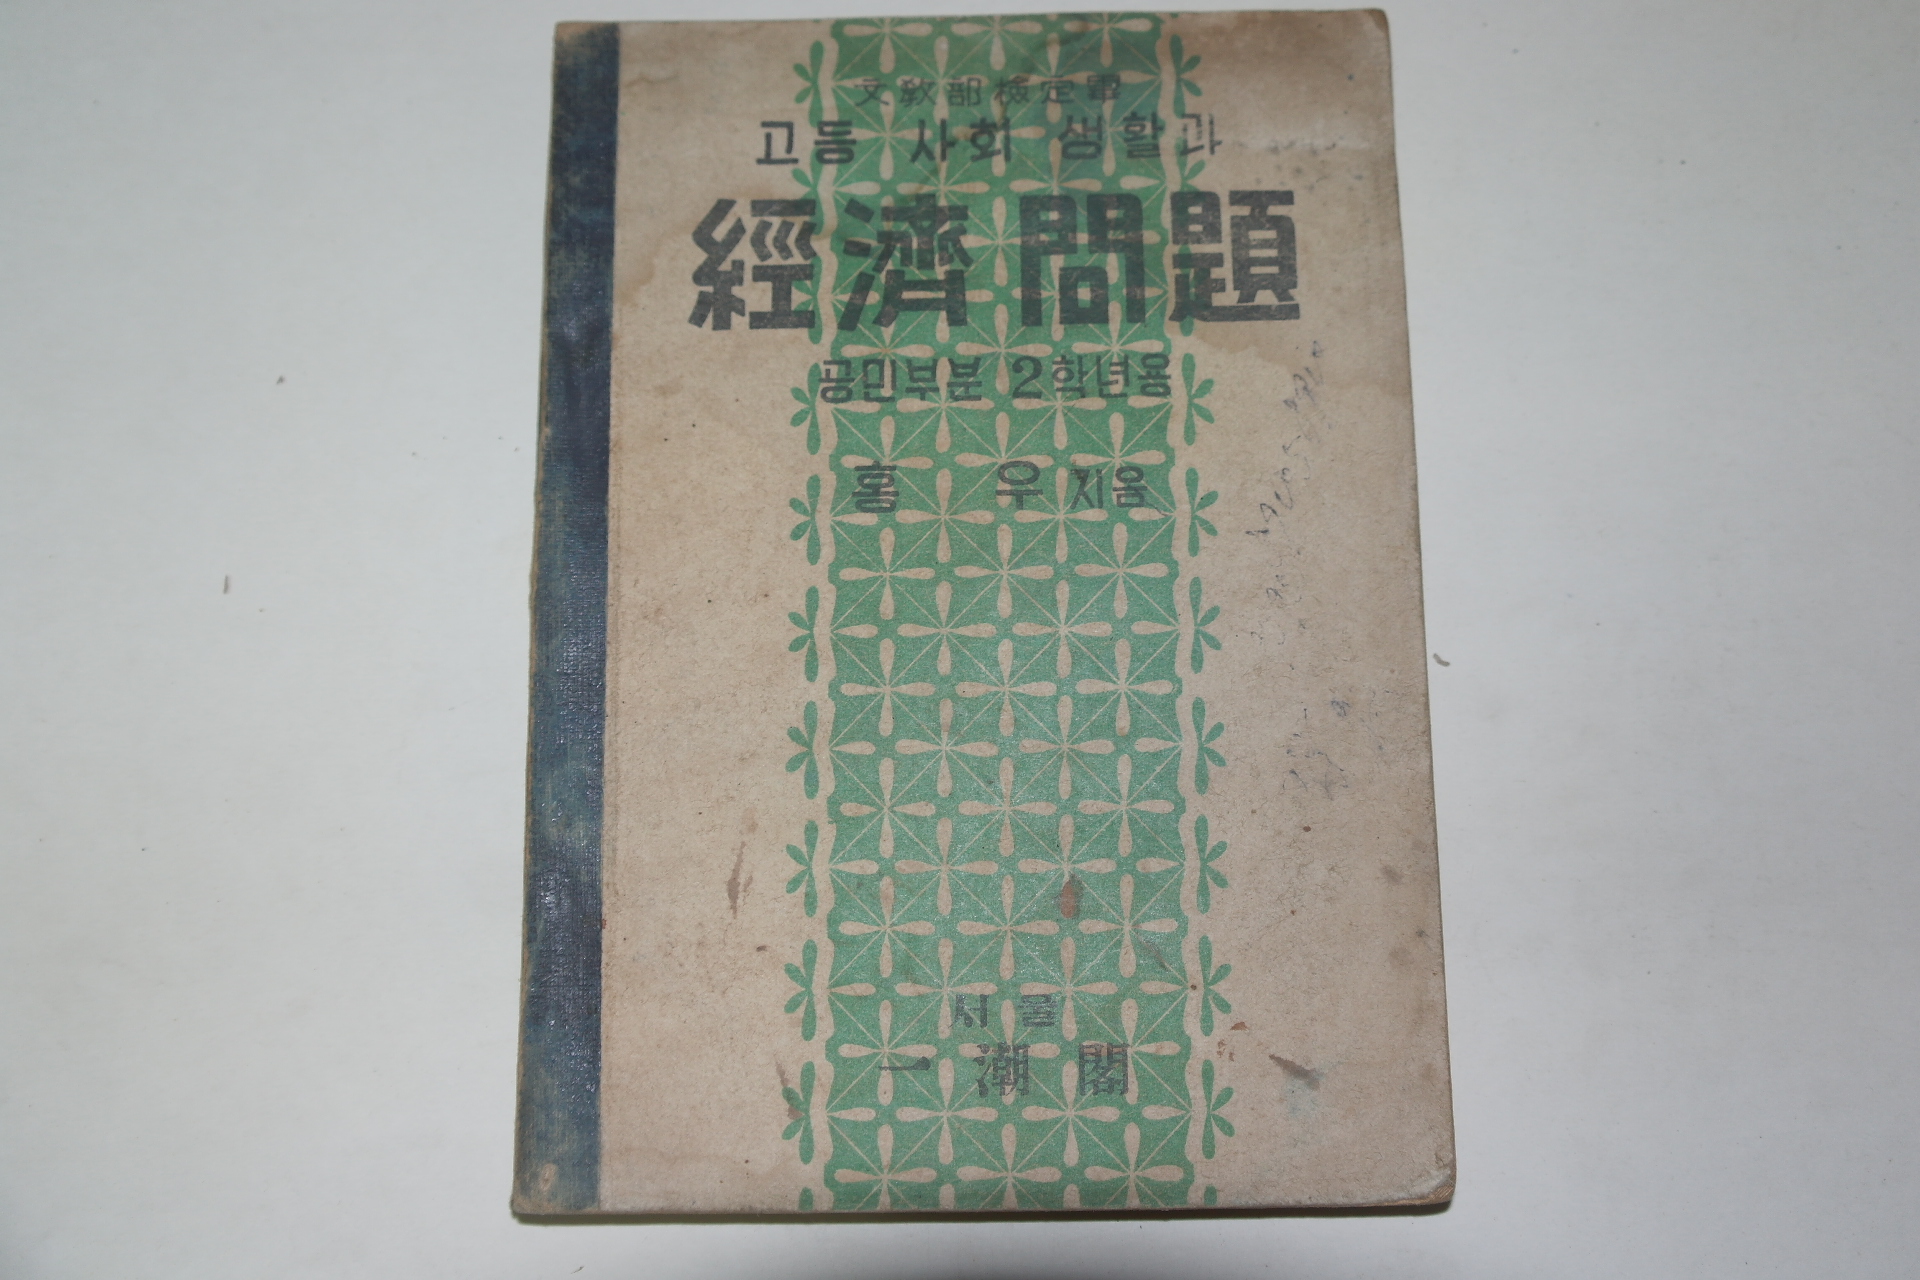 文敎部檢定畢
고등 사회 생활과
經濟問題
공민부분 2학년용
홍 우 지음
서울
一潮閣